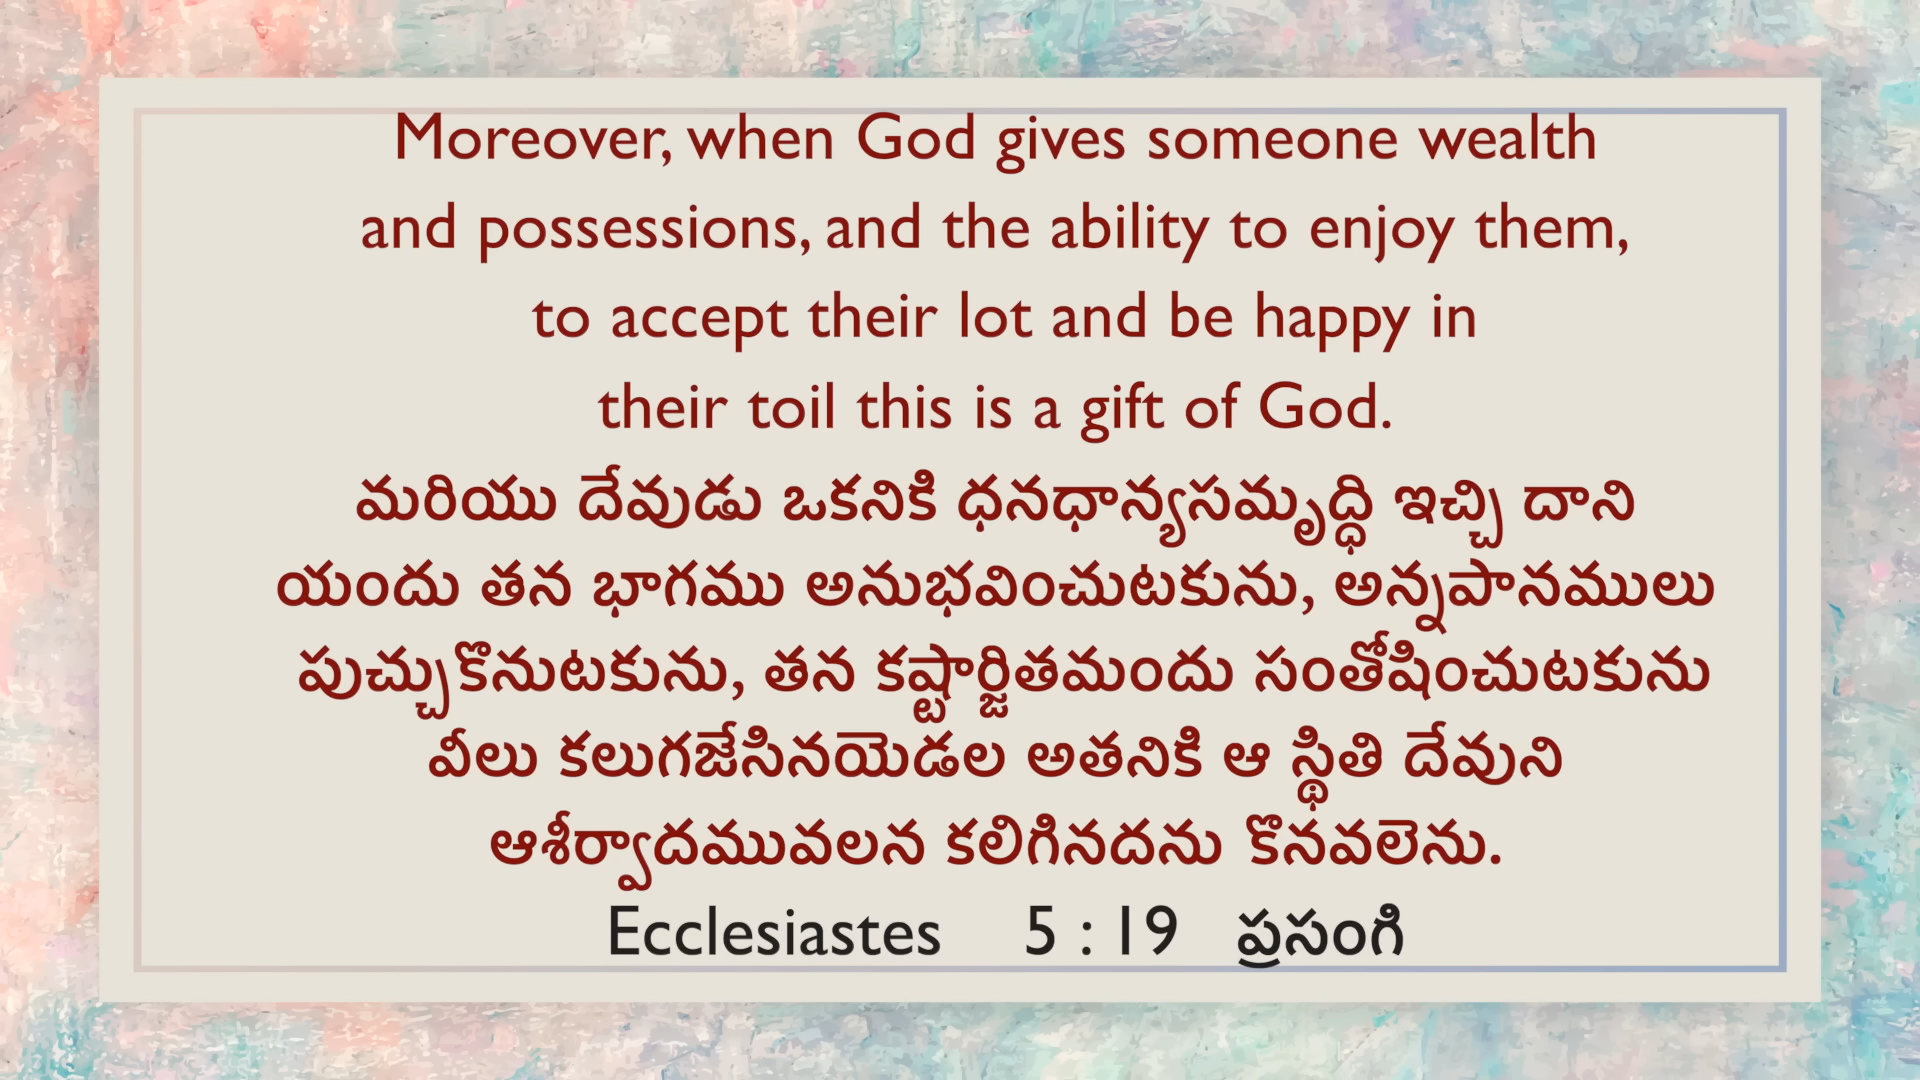 Moreover, when God gives someone wealth
and possessions, and the ability to enjoy them,
to accept their lot and be happy in
their toil this is a gift of God.
మరియు దేవుడు ఒకనికి ధనధాన్యసమృద్ధి ఇచ్చి దాని
యందు తన భాగము అనుభవించుటకును, అన్నపానములు
పుచ్చుకొనుటకును, తన కష్టార్జితమందు సంతోషించుటకును
వీలు కలుగజేసినయెడల అతనికి ఆ స్థితి దేవుని
ఆశీర్వాదమువలన కలిగినదను కొనవలెను.
Ecclesiastes 5 : 19 ప్రసంగి